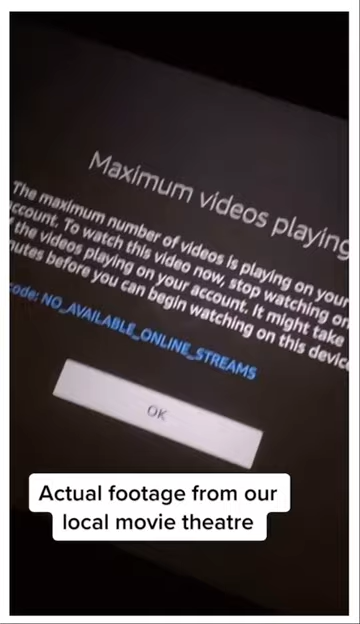 Maximum videos playing
The maximum number of videos is playing on your
account. To watch this video now, stop watching on
the videos playing on your account. It might take
nutes before you can begin watching on this device
code: NO_AVAILABLE_ONLINE_STREAMS
OK
Actual footage from our
local movie theatre